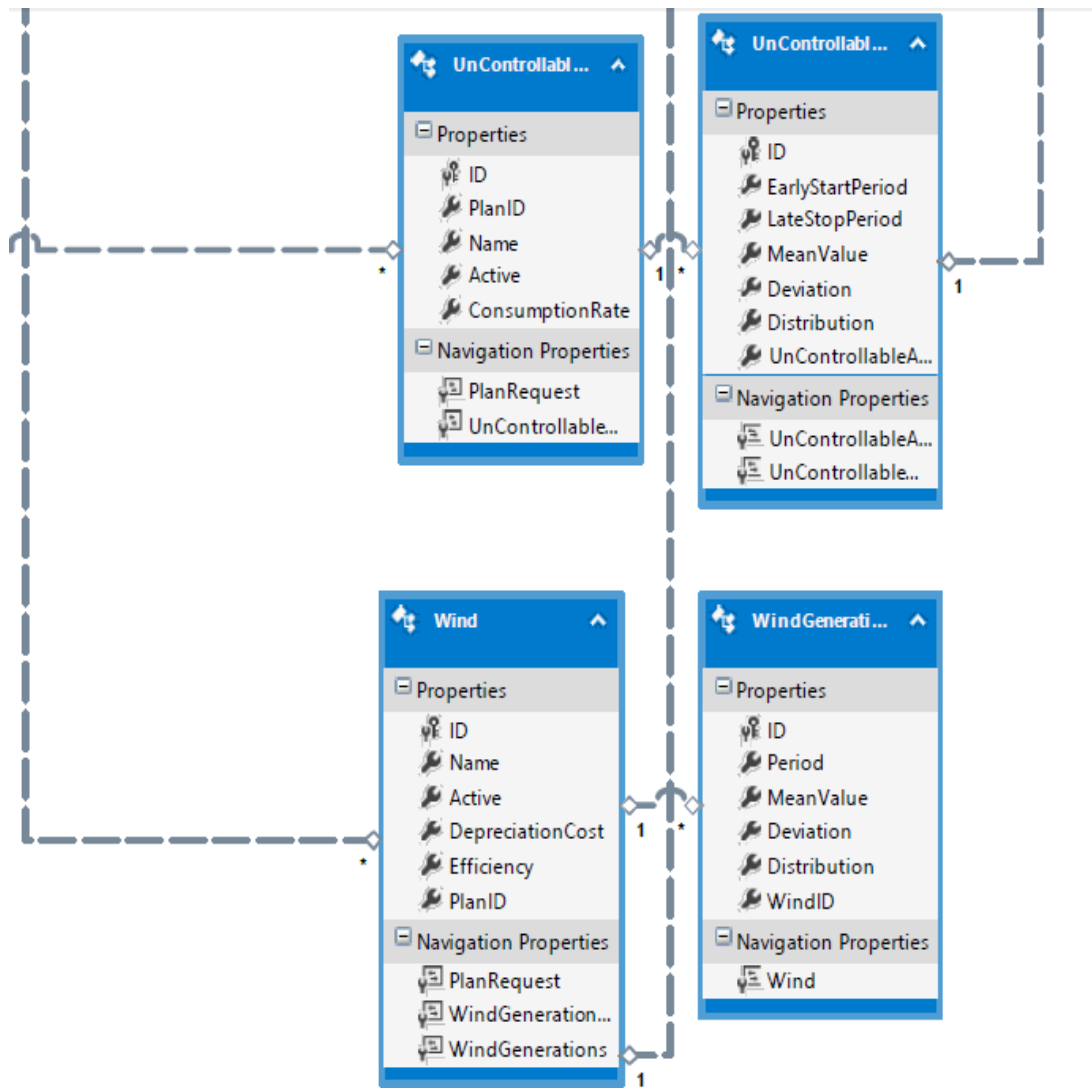 UnControllabl...
Properties
ID
PlanID
Name
Active
ConsumptionRate
Navigation Properties
PlanRequest
UnControllable...
*
1
*
UnControllabl...
Properties
ID
EarlyStartPeriod
LateStopPeriod
MeanValue
Deviation
Distribution
UnControllableA...
Navigation Properties
UnControllableA...
UnControllable...
1
Wind
Properties
ID
Name
Active
DepreciationCost
Efficiency
PlanID
Navigation Properties
PlanRequest
WindGeneration...
WindGenerations
*
1
*
1
WindGenerati...
Properties
ID
Period
MeanValue
Deviation
Distribution
WindID
Navigation Properties
Wind